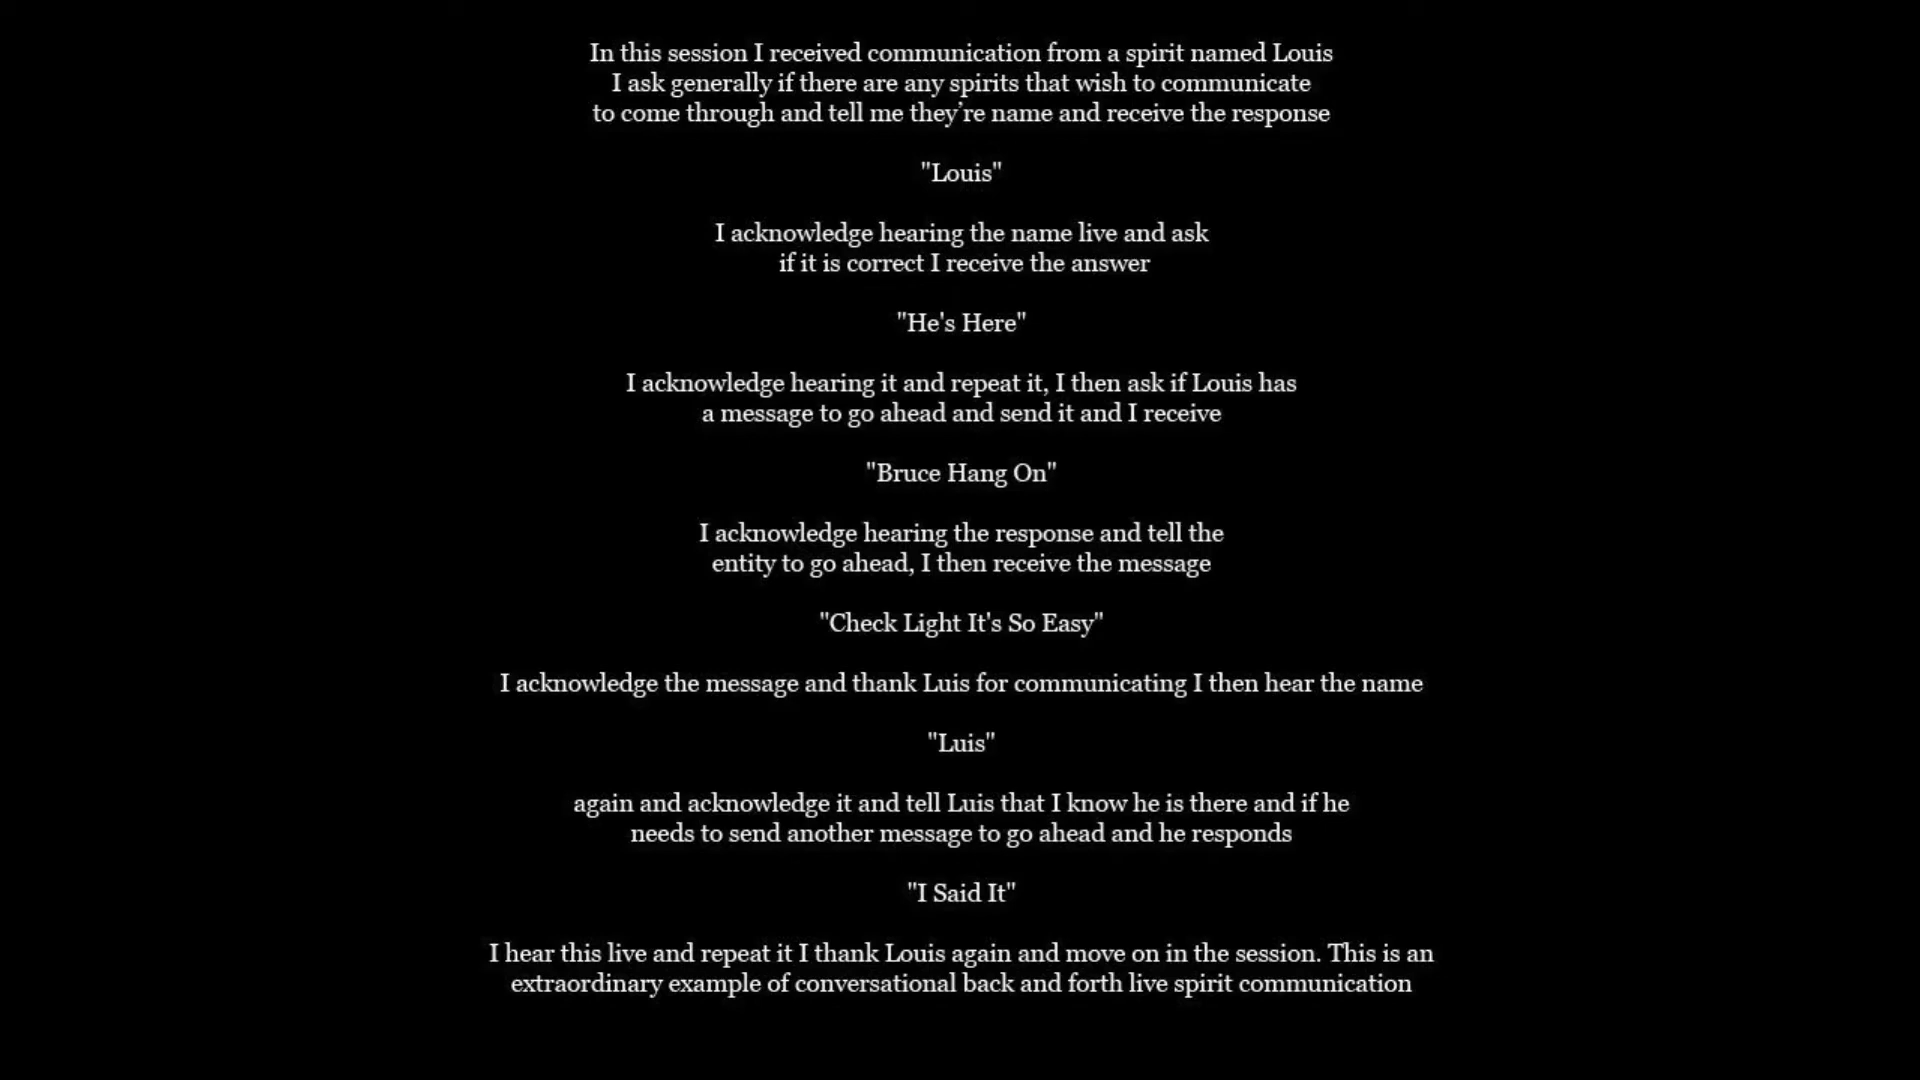 In this session I received communication from a spirit named Louis
I ask generally if there are any spirits that wish to communicate
to come through and tell me they’re name and receive the response
"Louis"
I acknowledge hearing the name live and ask
if it is correct I receive the answer
"He's Here"
I acknowledge hearing it and repeat it, I then ask if Louis has
a message to go ahead and send it and I receive
"Bruce Hang On"
I acknowledge hearing the response and tell the
entity to go ahead, I then receive the message
"Check Light It's So Easy"
I acknowledge the message and thank Luis for communicating I then hear the name
"Luis"
again and acknowledge it and tell Luis that I know he is there and if he
needs to send another message to go ahead and he responds
"I Said It"
I hear this live and repeat it I thank Louis again and move on in the session. This is an
extraordinary example of conversational back and forth live spirit communication